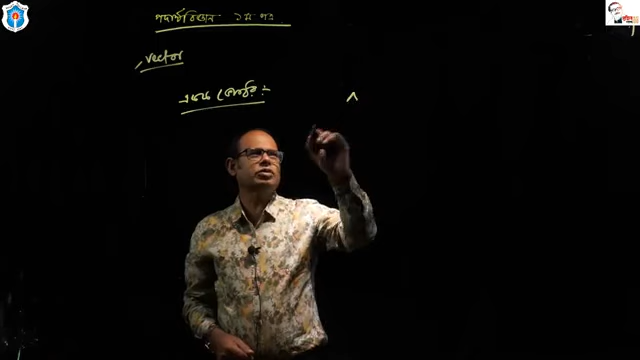 পদার্থবিজ্ঞান ১ম পত্র
vector
একক ভেক্টর :-
^